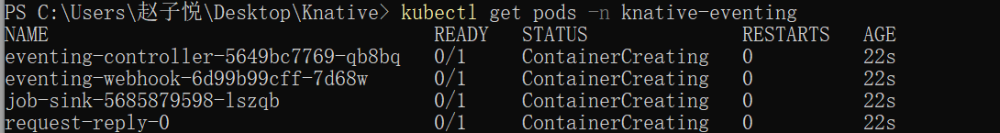 PS C:\Users\赵子悦\Desktop\Knative> kubectl get pods -n knative-eventing
NAME READY STATUS RESTARTS AGE
eventing-controller-5649bc7769-qb8bq 0/1 ContainerCreating 0 22s
eventing-webhook-6d99b99cff-7d68w 0/1 ContainerCreating 0 22s
job-sink-5685879598-lszqb 0/1 ContainerCreating 0 22s
request-reply-0 0/1 ContainerCreating 0 22s